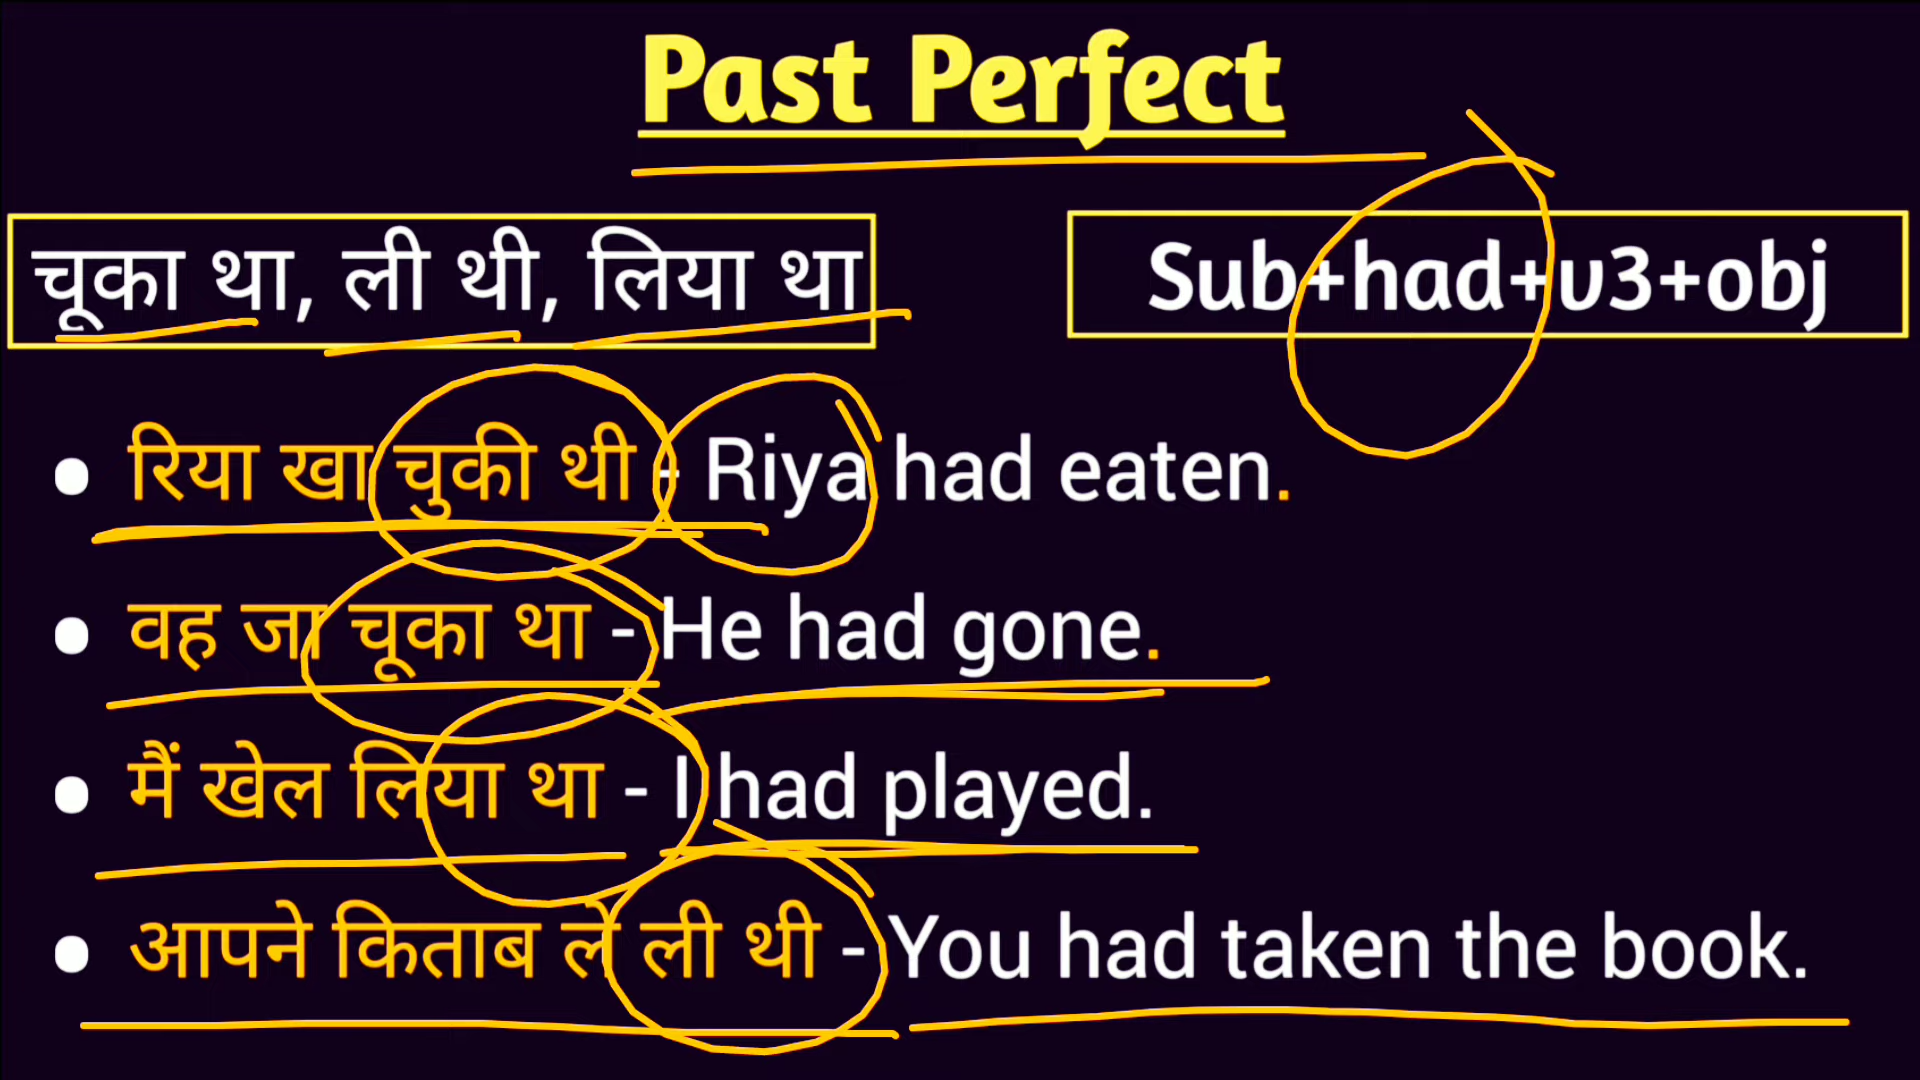 Past Perfect
चूका था, ली थी, लिया था
Sub+had+v3+obj
• रिया खा चुकी थी - Riya had eaten.
• वह जा चूका था - He had gone.
• मैं खेल लिया था - I had played.
• आपने किताब ले ली थी - You had taken the book.